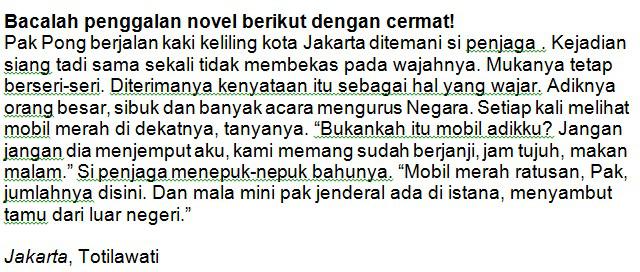 Bacalah penggalan novel berikut dengan cermat!
Pak Pong berjalan kaki keliling kota Jakarta ditemani si penjaga . Kejadian
siang tadi sama sekali tidak membekas pada wajahnya. Mukanya tetap
berseri-seri. Diterimanya kenyataan itu sebagai hal yang wajar. Adiknya
orang besar, sibuk dan banyak acara mengurus Negara. Setiap kali melihat
mobil merah di dekatnya, tanyanya. “Bukankah itu mobil adikku? Jangan
jangan dia menjemput aku, kami memang sudah berjanji, jam tujuh, makan
malam.” Si penjaga menepuk-nepuk bahunya. “Mobil merah ratusan, Pak,
jumlahnya disini. Dan mala mini pak jenderal ada di istana, menyambut
tamu dari luar negeri.”
Jakarta, Totilawati